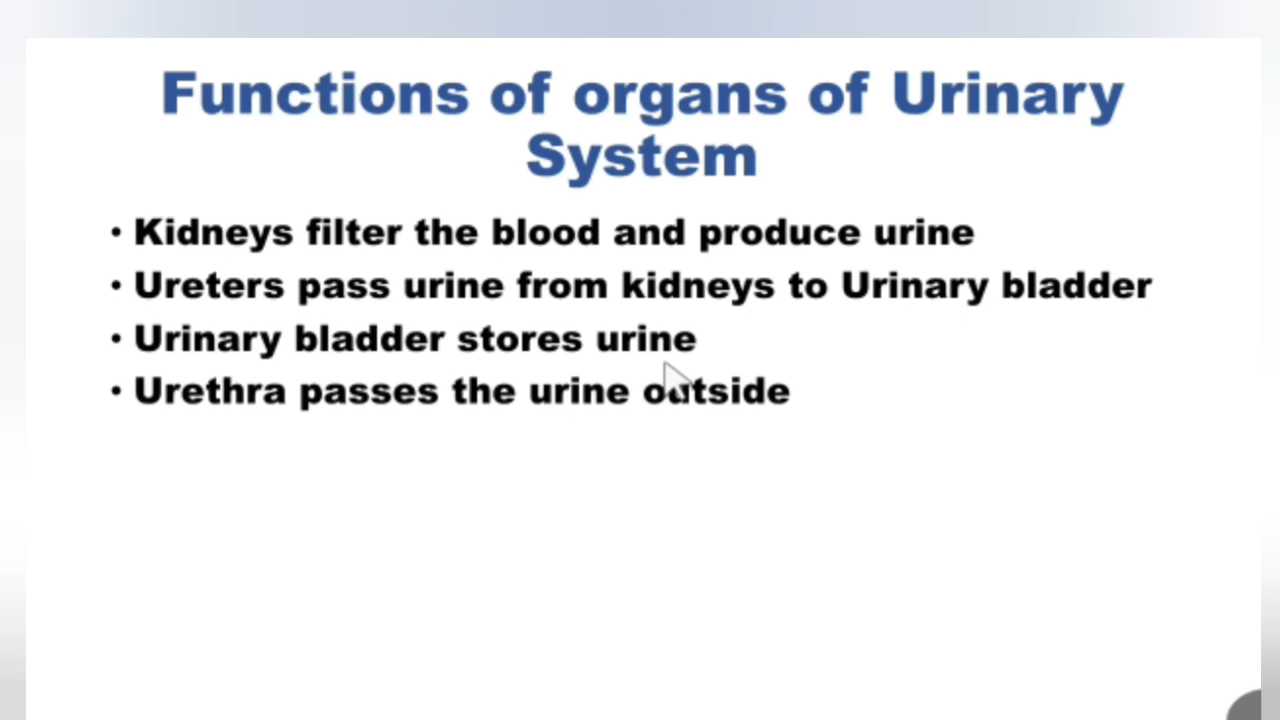 Functions of organs of Urinary
System
• Kidneys filter the blood and produce urine
• Ureters pass urine from kidneys to Urinary bladder
• Urinary bladder stores urine
• Urethra passes the urine outside